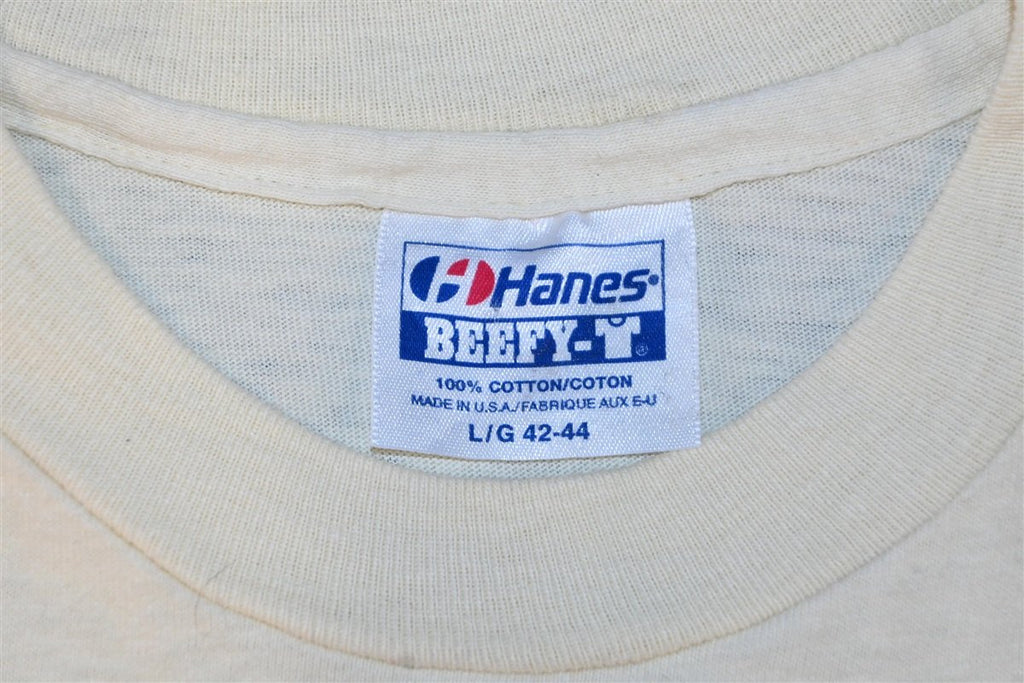 Hanes®
BEEFY-T®
100% COTTON/COTON
MADE IN U.S.A./FABRIQUE AUX E-U
L/G 42-44